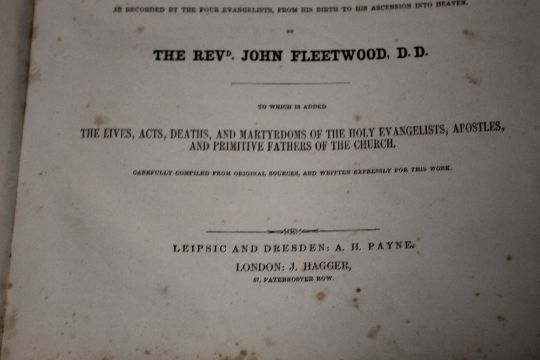 AS RECORDED BY THE FOUR EVANGELISTS, FROM HIS BIRTH TO HIS ASCENSION INTO HEAVEN.
BY
THE REVD. JOHN FLEETWOOD, D. D.
TO WHICH IS ADDED
THE LIVES, ACTS, DEATHS, AND MARTYRDOMS OF THE HOLY EVANGELISTS, APOSTLES,
AND PRIMITIVE FATHERS OF THE CHURCH.
CAREFULLY COMPILED FROM ORIGINAL SOURCES, AND WRITTEN EXPRESSLY FOR THIS WORK.
LEIPSIC AND DRESDEN: A. H. PAYNE.
LONDON: J. HAGGER,
67, PATERNOSTER ROW.